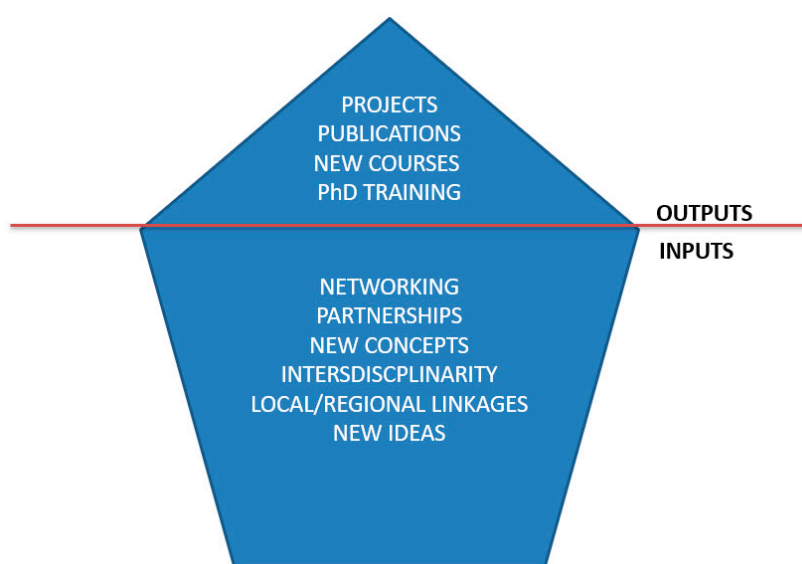 PROJECTS
PUBLICATIONS
NEW COURSES
PhD TRAINING
OUTPUTS
INPUTS
NETWORKING
PARTNERSHIPS
NEW CONCEPTS
INTERSDISCPLINARITY
LOCAL/REGIONAL LINKAGES
NEW IDEAS